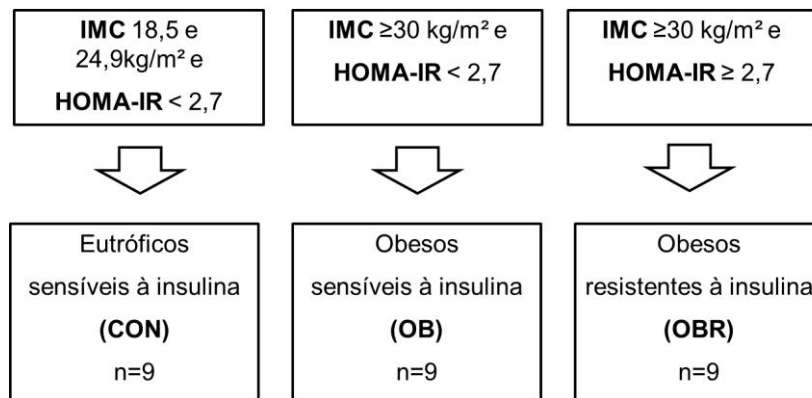 IMC 18,5 e
24,9kg/m² e
HOMA-IR < 2,7
IMC ≥30 kg/m² e
HOMA-IR < 2,7
IMC ≥30 kg/m² e
HOMA-IR ≥ 2,7
Eutróficos
sensíveis à insulina
(CON)
n=9
Obesos
sensíveis à insulina
(OB)
n=9
Obesos
resistentes à insulina
(OBR)
n=9